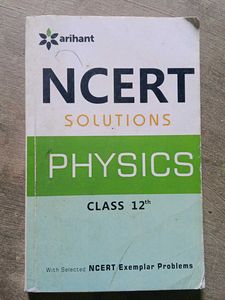 arihant
NCERT
SOLUTIONS
PHYSICS
CLASS 12th
With Selected NCERT Exemplar Problems